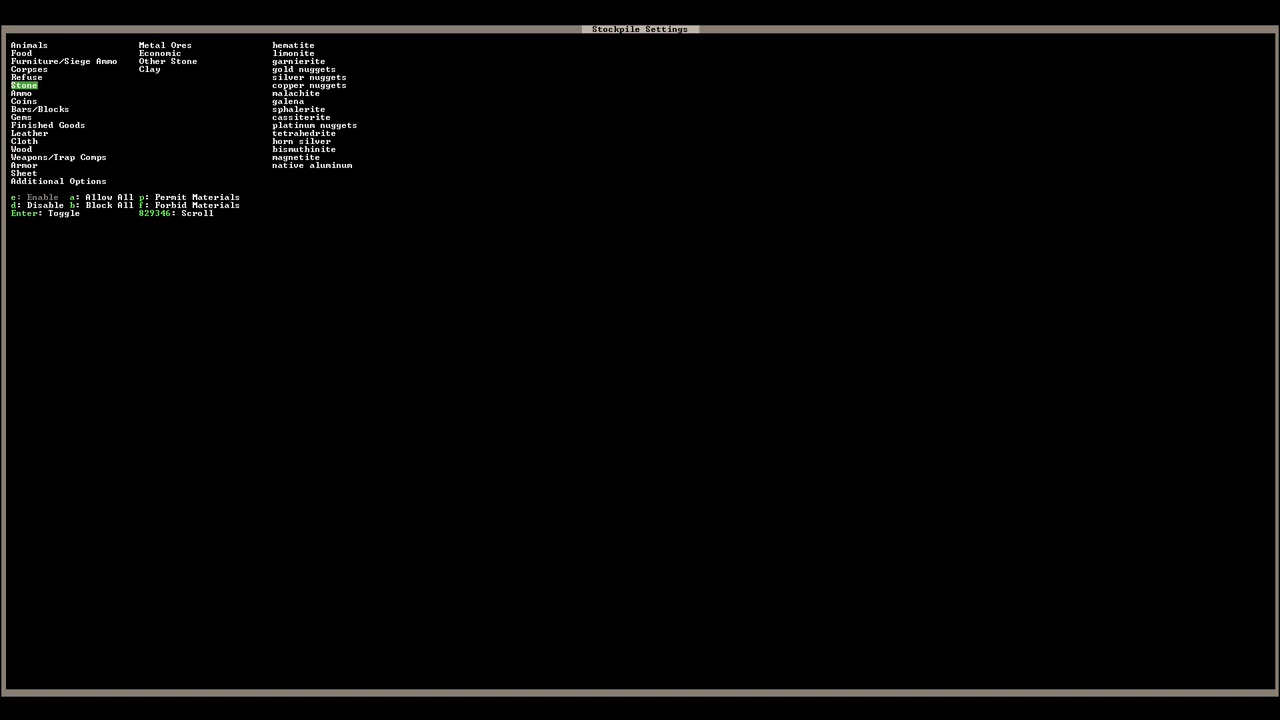 Stockpile Settings
Animals Metal Ores hematite
Food Economic limonite
Furniture/Siege Ammo Other Stone garnierite
Corpses Clay gold nuggets
Refuse silver nuggets
Stone copper nuggets
Ammo malachite
Coins galena
Bars/Blocks sphalerite
Gems cassiterite
Finished Goods platinum nuggets
Leather tetrahedrite
Cloth horn silver
Wood bismuthinite
Weapons/Trap Comps magnetite
Armor native aluminum
Sheet
Additional Options
e: Enable a: Allow All p: Permit Materials
d: Disable b: Block All f: Forbid Materials
Enter: Toggle 829346: Scroll